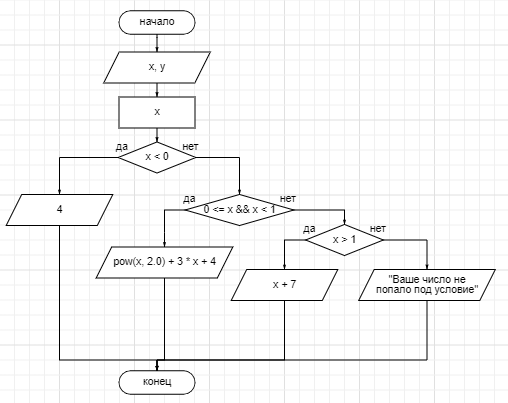 начало
x, y
x
да
нет
x < 0
4
да
нет
0 <= x && x < 1
да
нет
x > 1
pow(x, 2.0) + 3 * x + 4
x + 7
"Ваше число не
попало под условие"
конец